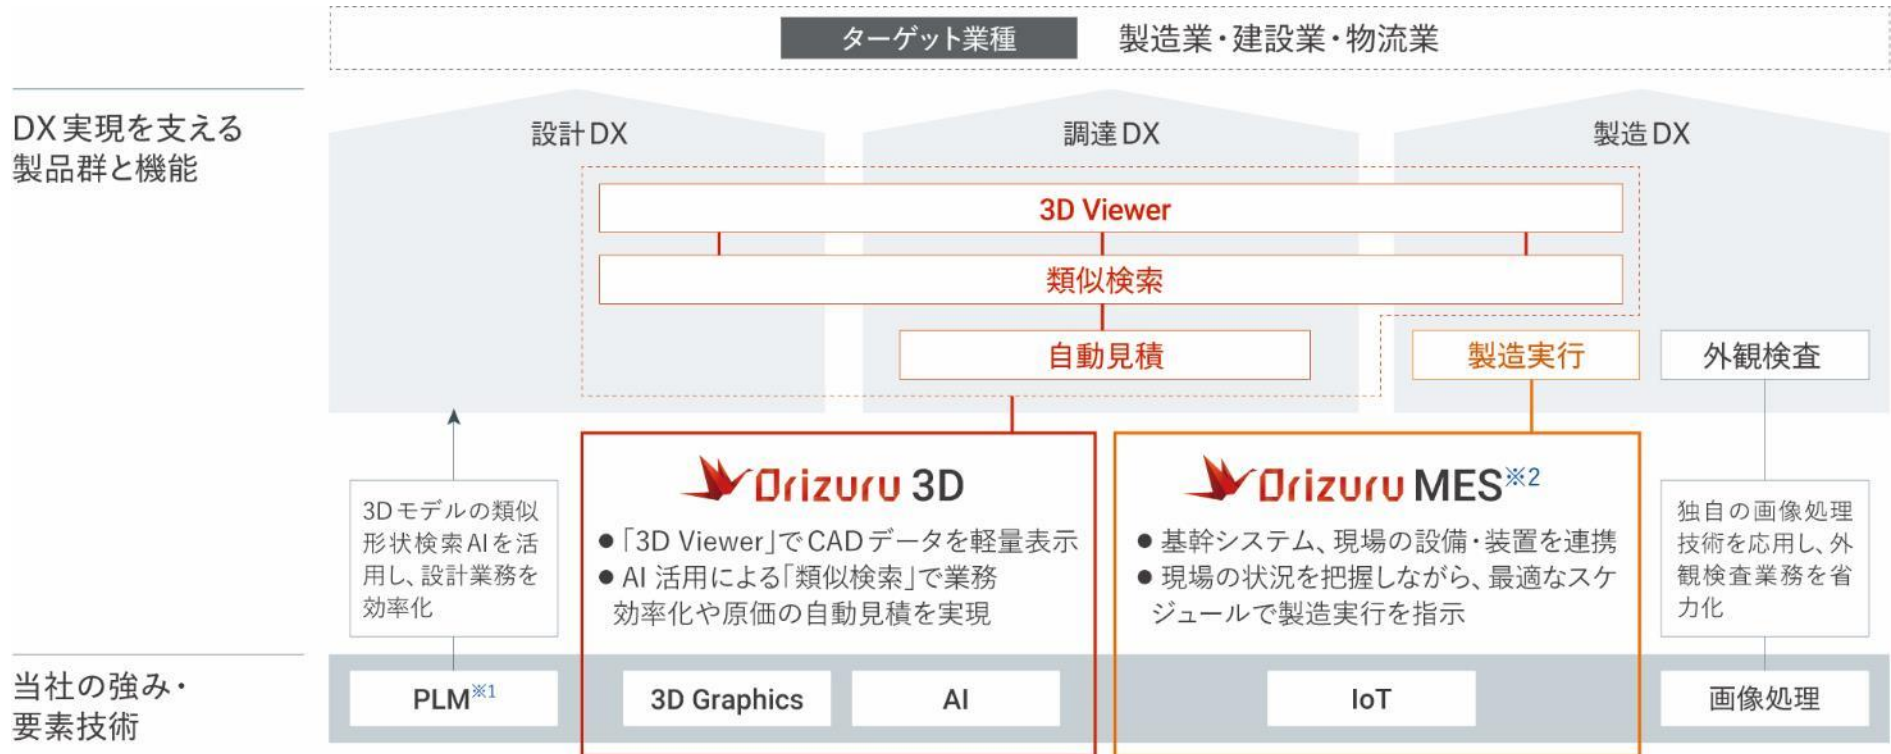 ターゲット業種 製造業・建設業・物流業
DX実現を支える
製品群と機能
設計DX
調達DX
製造DX
3D Viewer
類似検索
自動見積
製造実行
外観検査
3Dモデルの類似
形状検索AIを活
用し、設計業務を
効率化
Orizuru 3D
●「3D Viewer」でCADデータを軽量表示
● AI 活用による「類似検索」で業務
効率化や原価の自動見積を実現
Orizuru MES※2
● 基幹システム、現場の設備・装置を連携
● 現場の状況を把握しながら、最適なスケ
ジュールで製造実行を指示
独自の画像処理
技術を応用し、外
観検査業務を省
力化
当社の強み・
要素技術
PLM※1
3D Graphics
AI
IoT
画像処理